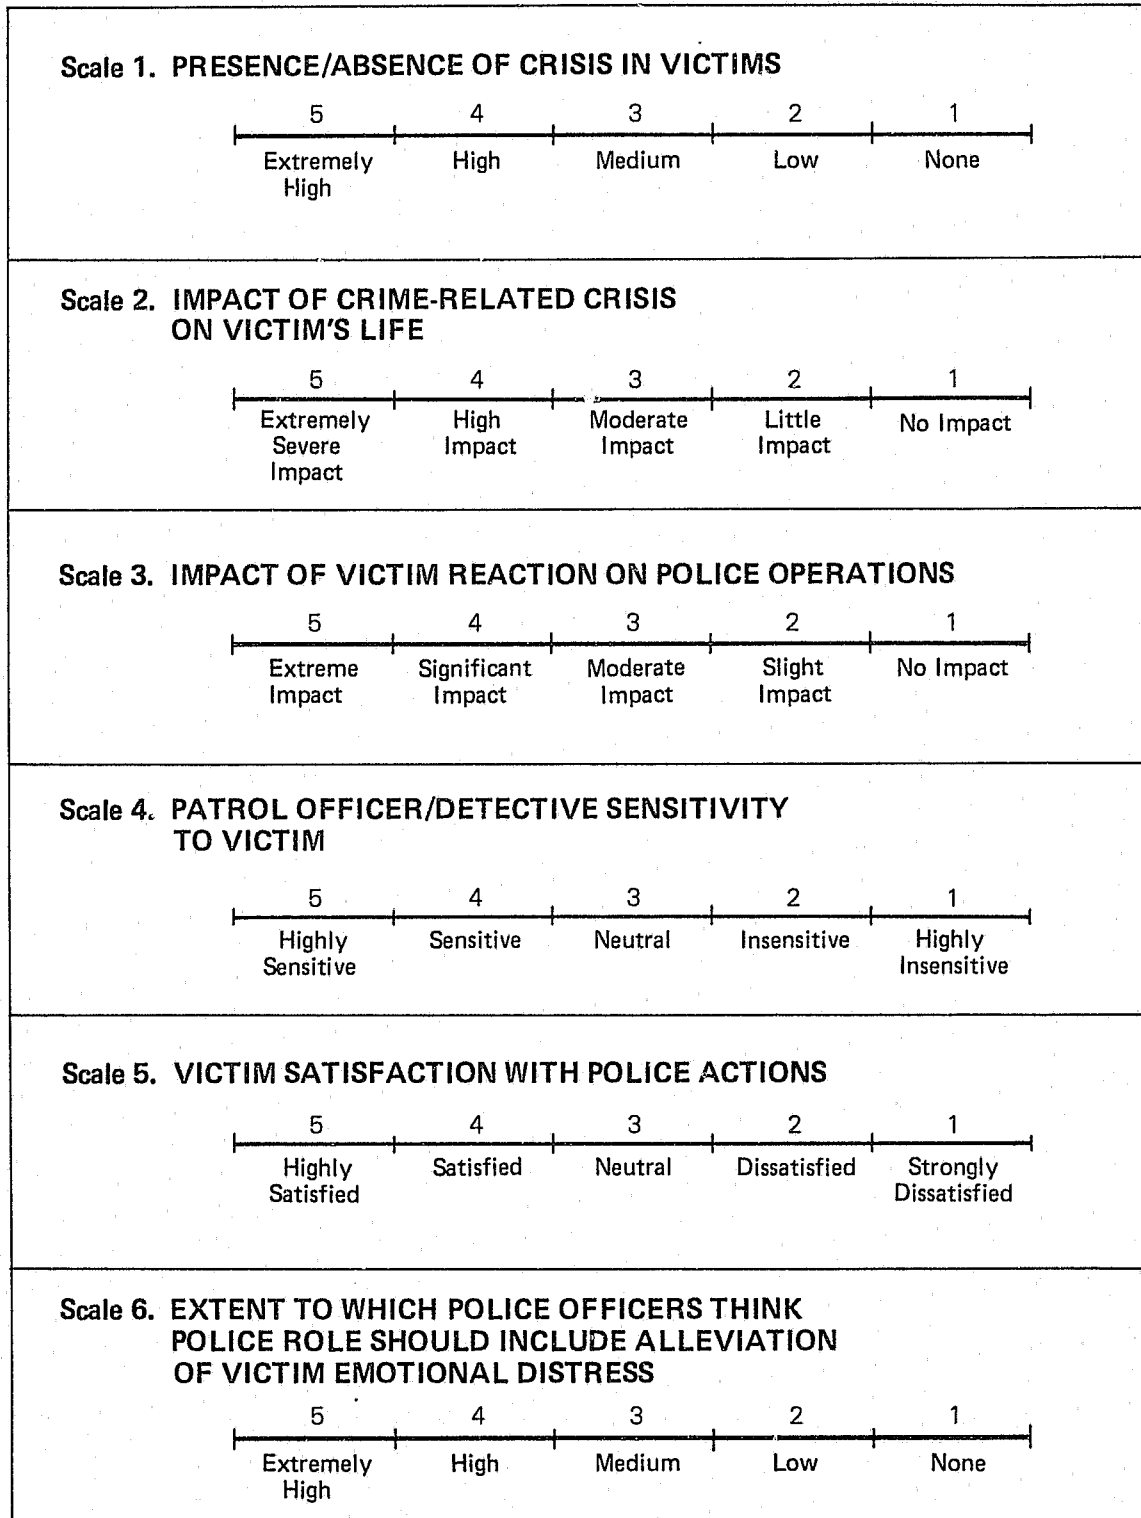 Scale 1. PRESENCE/ABSENCE OF CRISIS IN VICTIMS
5 4 3 2 1
Extremely High Medium Low None
High
Scale 2. IMPACT OF CRIME-RELATED CRISIS
ON VICTIM'S LIFE
5 4 3 2 1
Extremely High Moderate Little No Impact
Severe Impact Impact Impact
Impact
Scale 3. IMPACT OF VICTIM REACTION ON POLICE OPERATIONS
5 4 3 2 1
Extreme Significant Moderate Slight No Impact
Impact Impact Impact Impact
Scale 4. PATROL OFFICER/DETECTIVE SENSITIVITY
TO VICTIM
5 4 3 2 1
Highly Sensitive Neutral Insensitive Highly
Sensitive Insensitive
Scale 5. VICTIM SATISFACTION WITH POLICE ACTIONS
5 4 3 2 1
Highly Satisfied Neutral Dissatisfied Strongly
Satisfied Dissatisfied
Scale 6. EXTENT TO WHICH POLICE OFFICERS THINK
POLICE ROLE SHOULD INCLUDE ALLEVIATION
OF VICTIM EMOTIONAL DISTRESS
5 4 3 2 1
Extremely High Medium Low None
High